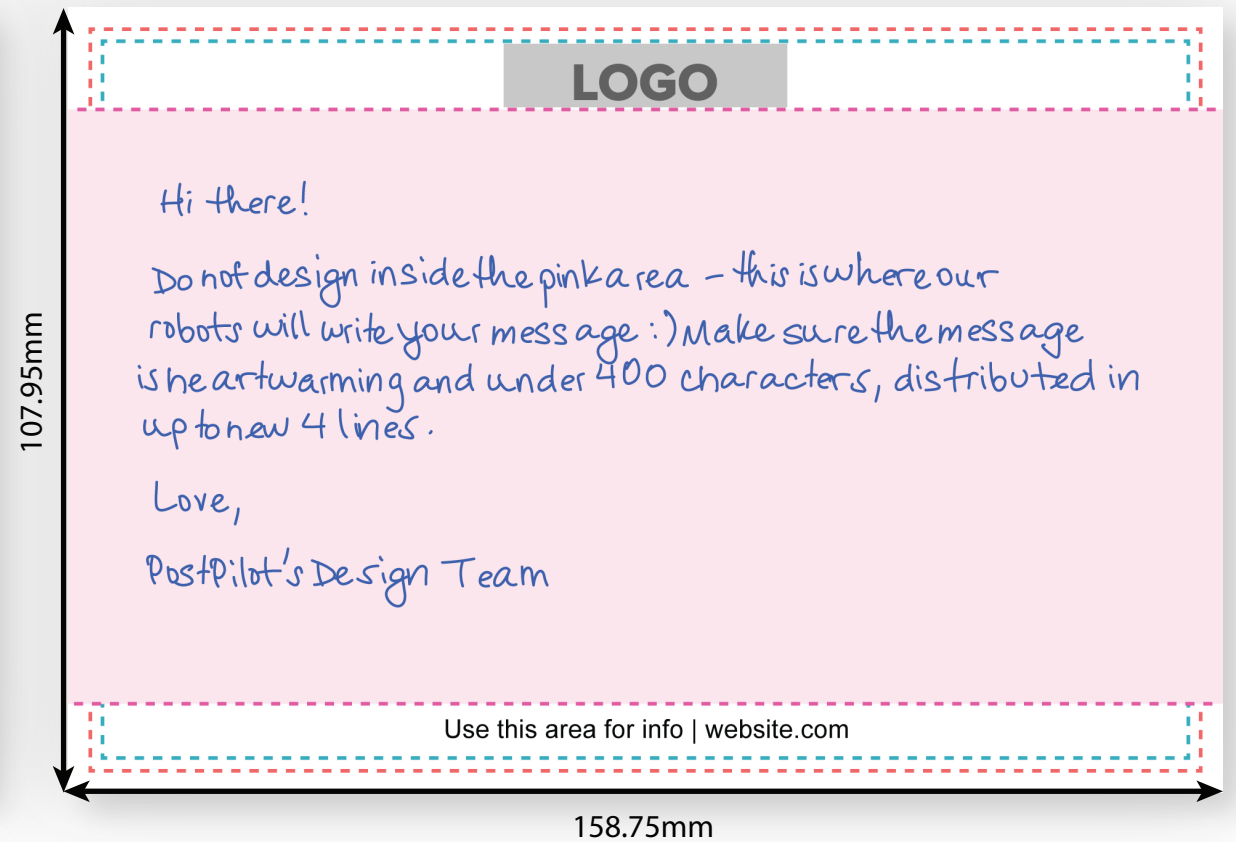 LOGO
Hi there!
Do not design inside the pink area – this is where our
robots will write your message :) Make sure the message
is heartwarming and under 400 characters, distributed in
up to new 4 lines.
Love,
PostPilot's Design Team
Use this area for info | website.com
107.95mm
158.75mm